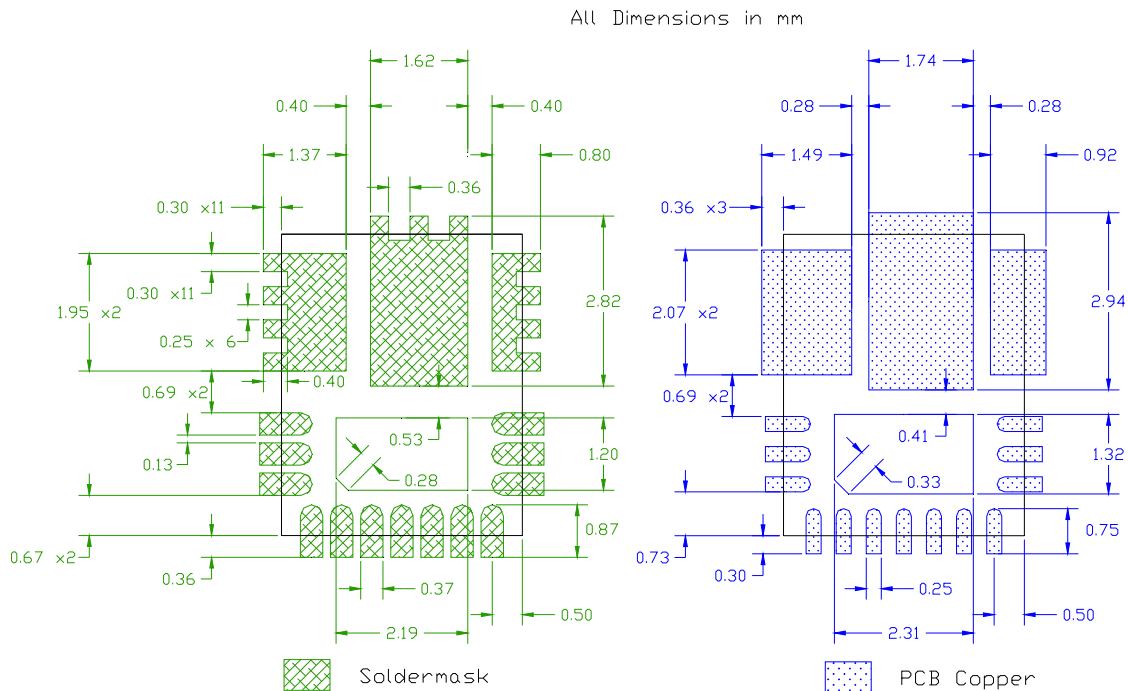 All Dimensions in mm
1.62
1.74
0.40
0.40
0.28
0.28
1.37
0.80
1.49
0.92
0.36
0.30 x11
0.36 x3
0.30 x11
1.95 x2
2.82
2.07 x2
2.94
0.25 x 6
0.40
0.69 x2
0.69 x2
0.53
0.41
0.13
1.20
1.32
0.28
0.33
0.87
0.75
0.67 x2
0.73
0.36
0.30
0.37
0.25
0.50
0.50
2.19
2.31
Soldermask
PCB Copper